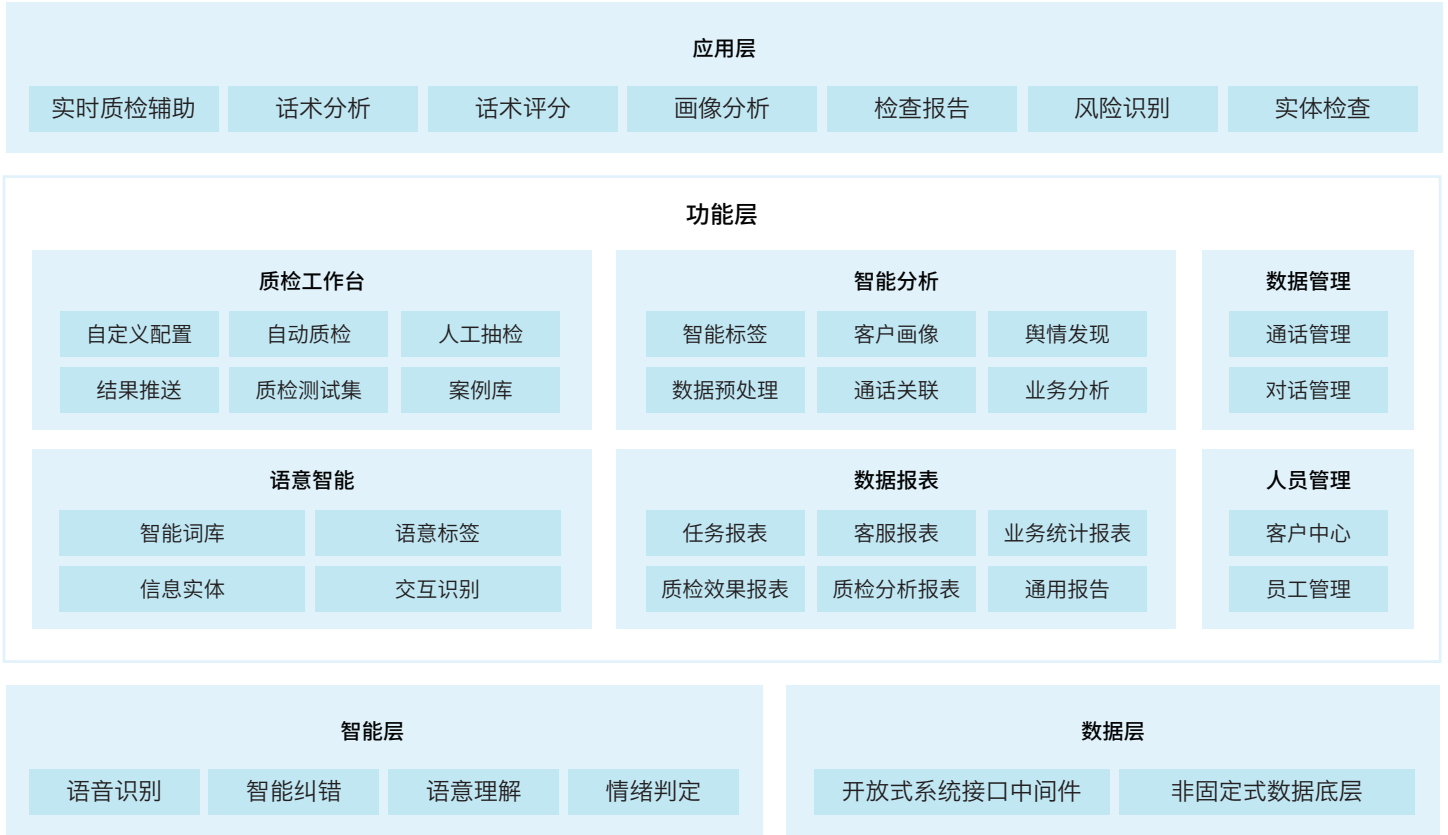 应用层
实时质检辅助 话术分析 话术评分 画像分析 检查报告 风险识别 实体检查
功能层
质检工作台
自定义配置 自动质检 人工抽检
结果推送 质检测试集 案例库
智能分析
智能标签 客户画像 舆情发现
数据预处理 通话关联 业务分析
数据管理
通话管理
对话管理
语意智能
智能词库 语意标签
信息实体 交互识别
数据报表
任务报表 客服报表 业务统计报表
质检效果报表 质检分析报表 通用报告
人员管理
客户中心
员工管理
智能层
语音识别 智能纠错 语意理解 情绪判定
数据层
开放式系统接口中间件 非固定式数据底层